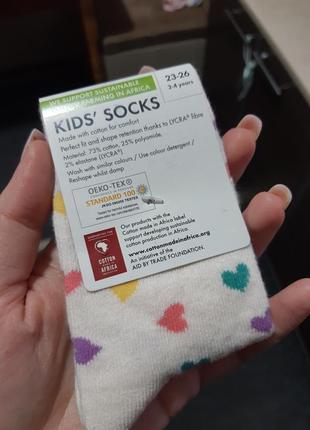 WE SUPPORT SUSTAINABLE
FARMING IN AFRICA
KIDS' SOCKS
23-26
2-4 years
Made with cotton for comfort
Perfect fit and shape retention thanks to LYCRA® fibre
Material: 73% cotton, 25% polyamide,
2% elastane (LYCRA®)
Wash with similar colours / Use colour detergent /
Reshape whilst damp
OEKO-TEX®
STANDARD 100
Our products with the
Cotton made in Africa label
support developing sustainable
cotton production in Africa.
www.cottonmadeinafrica.org
An initiative of the
AID BY TRADE FOUNDATION.
COTTON
AFRICA